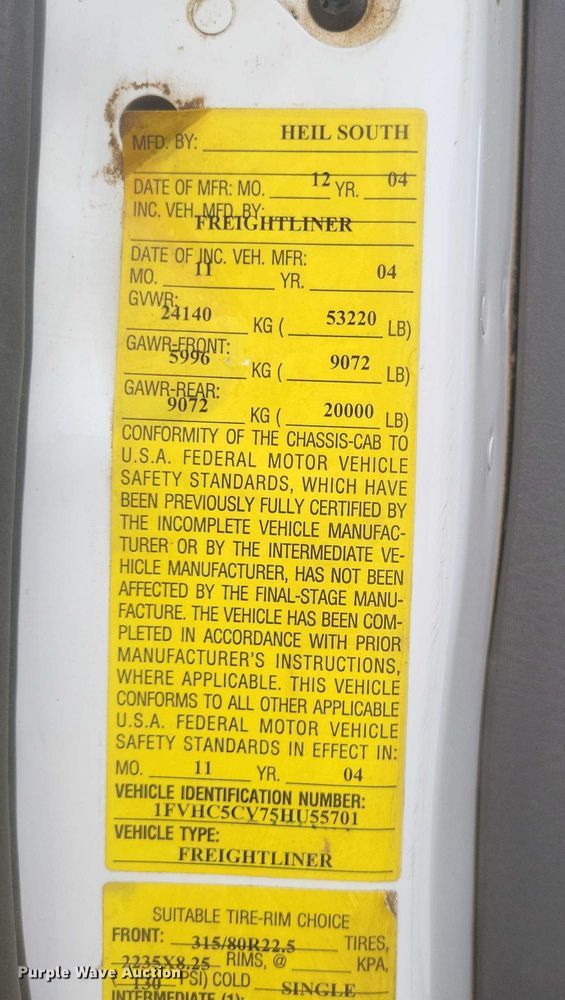 MFD. BY: HEIL SOUTH
DATE OF MFR: MO. 12 YR. 04
INC. VEH. MFD. BY:
FREIGHTLINER
DATE OF INC. VEH. MFR:
MO. 11 YR. 04
GVWR:
24140 KG ( 53220 LB)
GAWR-FRONT:
5996 KG ( 9072 LB)
GAWR-REAR:
9072 KG ( 20000 LB)
CONFORMITY OF THE CHASSIS-CAB TO
U.S.A. FEDERAL MOTOR VEHICLE
SAFETY STANDARDS, WHICH HAVE
BEEN PREVIOUSLY FULLY CERTIFIED BY
THE INCOMPLETE VEHICLE MANUFAC-
TURER OR BY THE INTERMEDIATE VE-
HICLE MANUFACTURER, HAS NOT BEEN
AFFECTED BY THE FINAL-STAGE MANU-
FACTURE. THE VEHICLE HAS BEEN COM-
PLETED IN ACCORDANCE WITH PRIOR
MANUFACTURER'S INSTRUCTIONS,
WHERE APPLICABLE. THIS VEHICLE
CONFORMS TO ALL OTHER APPLICABLE
U.S.A. FEDERAL MOTOR VEHICLE
SAFETY STANDARDS IN EFFECT IN:
MO. 11 YR. 04
VEHICLE IDENTIFICATION NUMBER:
1FVHC5CV75HU55701
VEHICLE TYPE:
FREIGHTLINER
SUITABLE TIRE-RIM CHOICE
FRONT: 315/80R22.5 TIRES,
2235X8.25 RIMS, @ KPA,
130 PSI) COLD SINGLE
INTERMEDIATE (1):
Purple Wave Auction